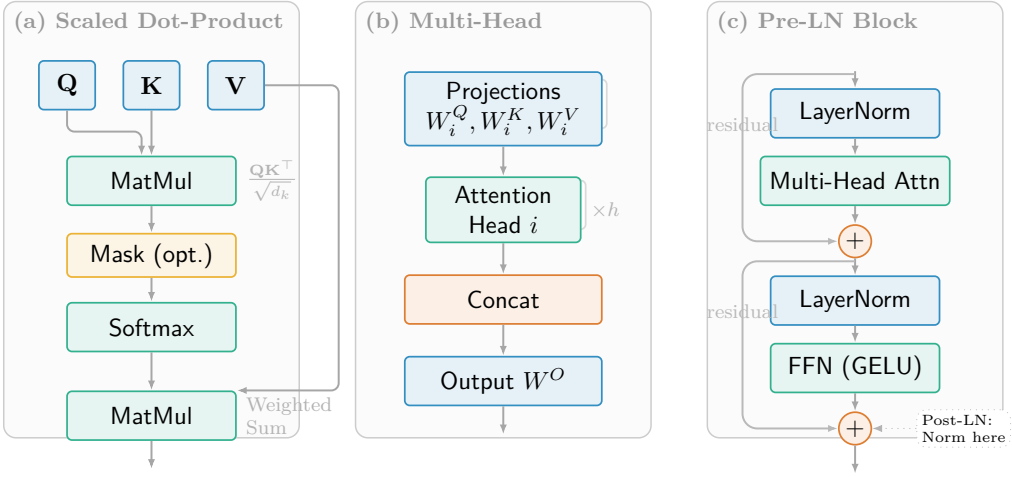 (a) Scaled Dot-Product
Q
K
V
MatMul
QK⊤
√dₖ
Mask (opt.)
Softmax
MatMul
Weighted
Sum
(b) Multi-Head
Projections
W_i^Q, W_i^K, W_i^V
Attention
Head i
×h
Concat
Output W^O
(c) Pre-LN Block
LayerNorm
residual
Multi-Head Attn
+
LayerNorm
residual
FFN (GELU)
+
Post-LN:
Norm here